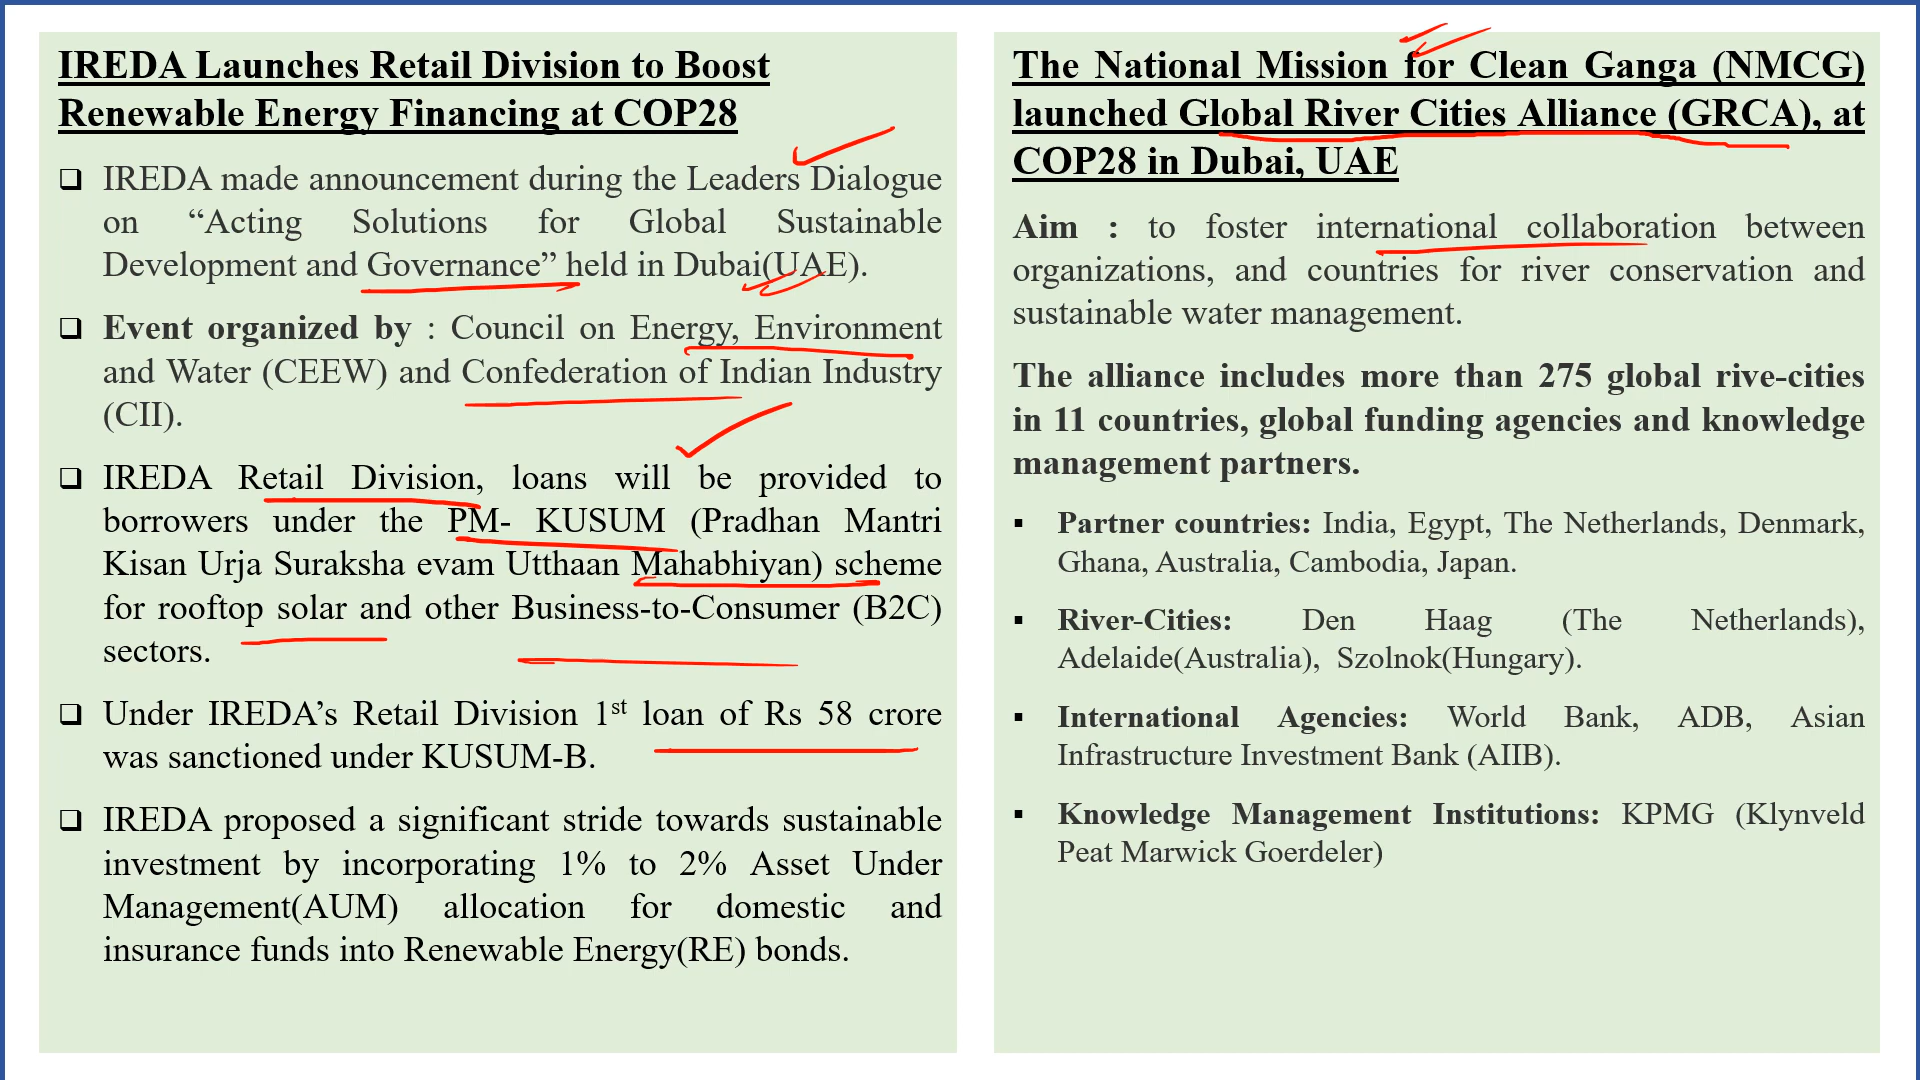 IREDA Launches Retail Division to Boost
Renewable Energy Financing at COP28
❑ IREDA made announcement during the Leaders Dialogue
on “Acting Solutions for Global Sustainable
Development and Governance” held in Dubai(UAE).
❑ Event organized by : Council on Energy, Environment
and Water (CEEW) and Confederation of Indian Industry
(CII).
❑ IREDA Retail Division, loans will be provided to
borrowers under the PM- KUSUM (Pradhan Mantri
Kisan Urja Suraksha evam Utthaan Mahabhiyan) scheme
for rooftop solar and other Business-to-Consumer (B2C)
sectors.
❑ Under IREDA’s Retail Division 1st loan of Rs 58 crore
was sanctioned under KUSUM-B.
❑ IREDA proposed a significant stride towards sustainable
investment by incorporating 1% to 2% Asset Under
Management(AUM) allocation for domestic and
insurance funds into Renewable Energy(RE) bonds.
The National Mission for Clean Ganga (NMCG)
launched Global River Cities Alliance (GRCA), at
COP28 in Dubai, UAE
Aim : to foster international collaboration between
organizations, and countries for river conservation and
sustainable water management.
The alliance includes more than 275 global rive-cities
in 11 countries, global funding agencies and knowledge
management partners.
▪ Partner countries: India, Egypt, The Netherlands, Denmark,
Ghana, Australia, Cambodia, Japan.
▪ River-Cities: Den Haag (The Netherlands),
Adelaide(Australia), Szolnok(Hungary).
▪ International Agencies: World Bank, ADB, Asian
Infrastructure Investment Bank (AIIB).
▪ Knowledge Management Institutions: KPMG (Klynveld
Peat Marwick Goerdeler)